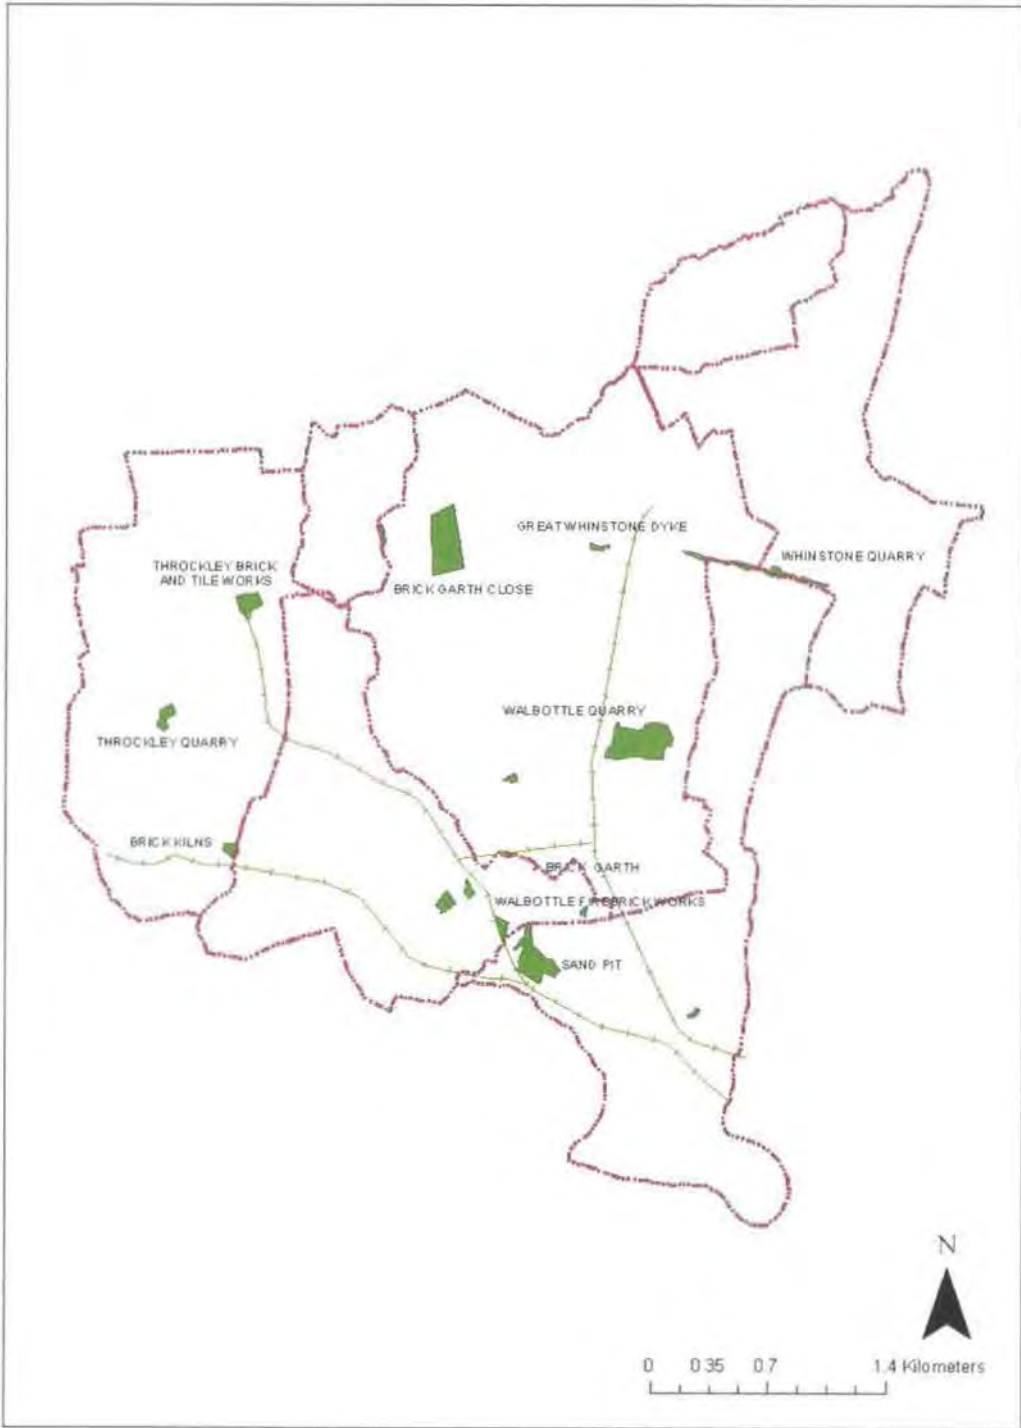 GREAT WHINSTONE DYKE
WHINSTONE QUARRY
THROCKLEY BRICK
AND TILE WORKS
BRICK GARTH CLOSE
WALBOTTLE QUARRY
THROCKLEY QUARRY
BRICK KILNS
BRICK GARTH
WALBOTTLE FIREBRICK WORKS
SAND PIT
N
0 0.35 0.7 1.4 Kilometers